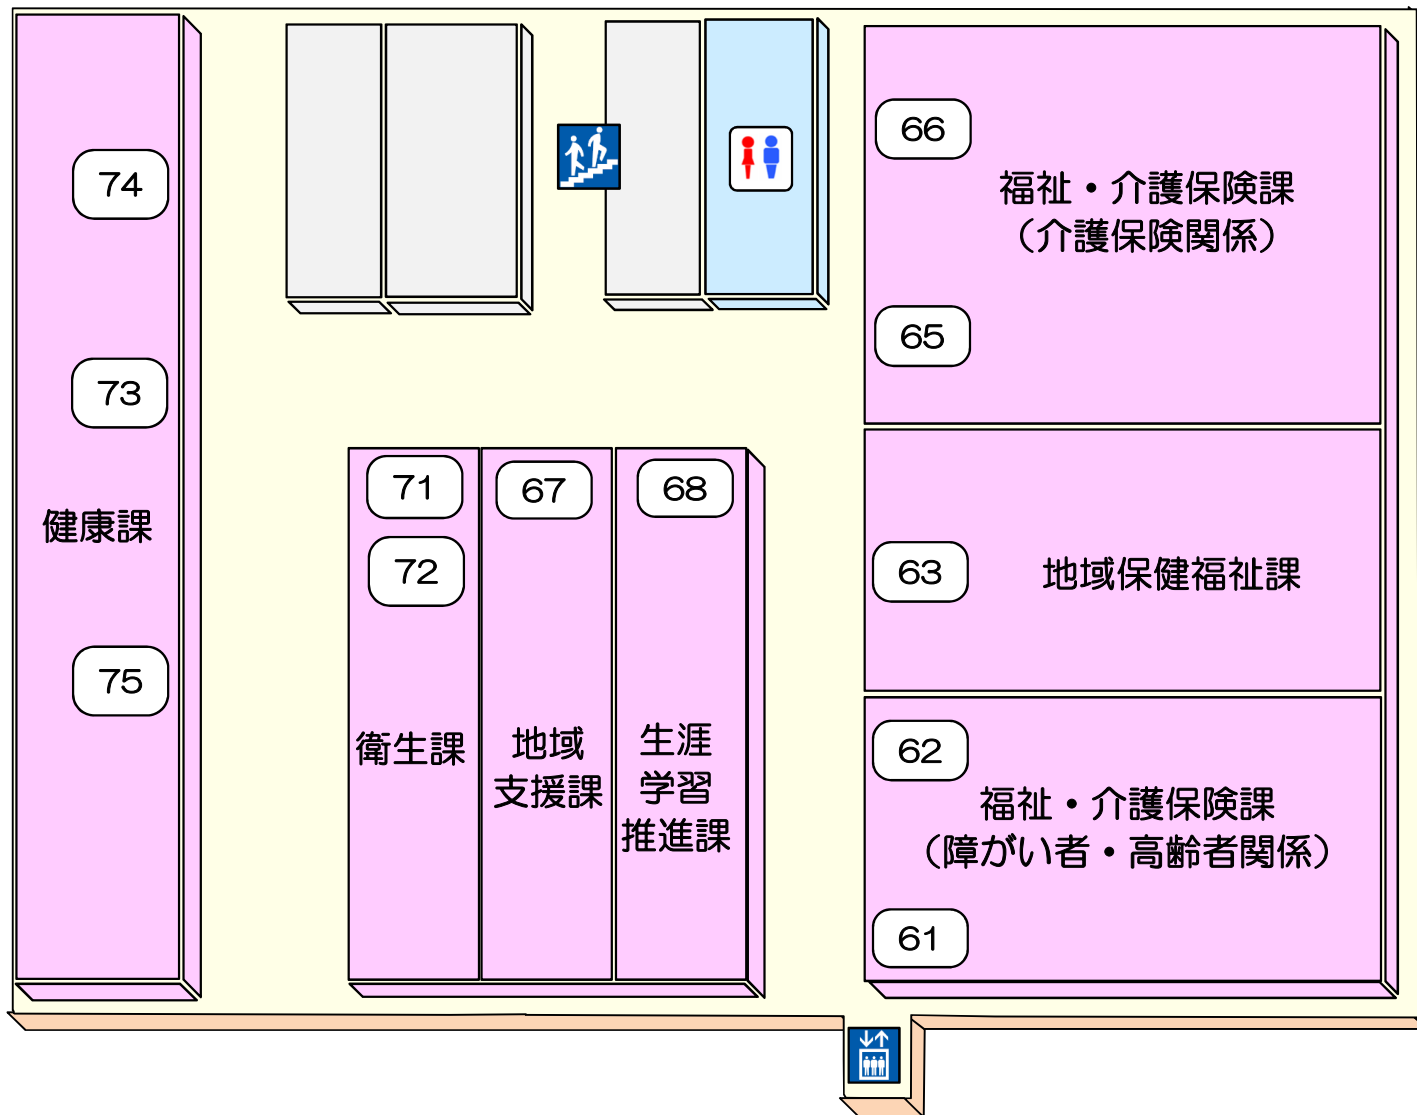 74
73
健康課
75
71
72
衛生課
67
地域
支援課
68
生涯
学習
推進課
66
福祉・介護保険課
（介護保険関係）
65
63
地域保健福祉課
62
福祉・介護保険課
（障がい者・高齢者関係）
61